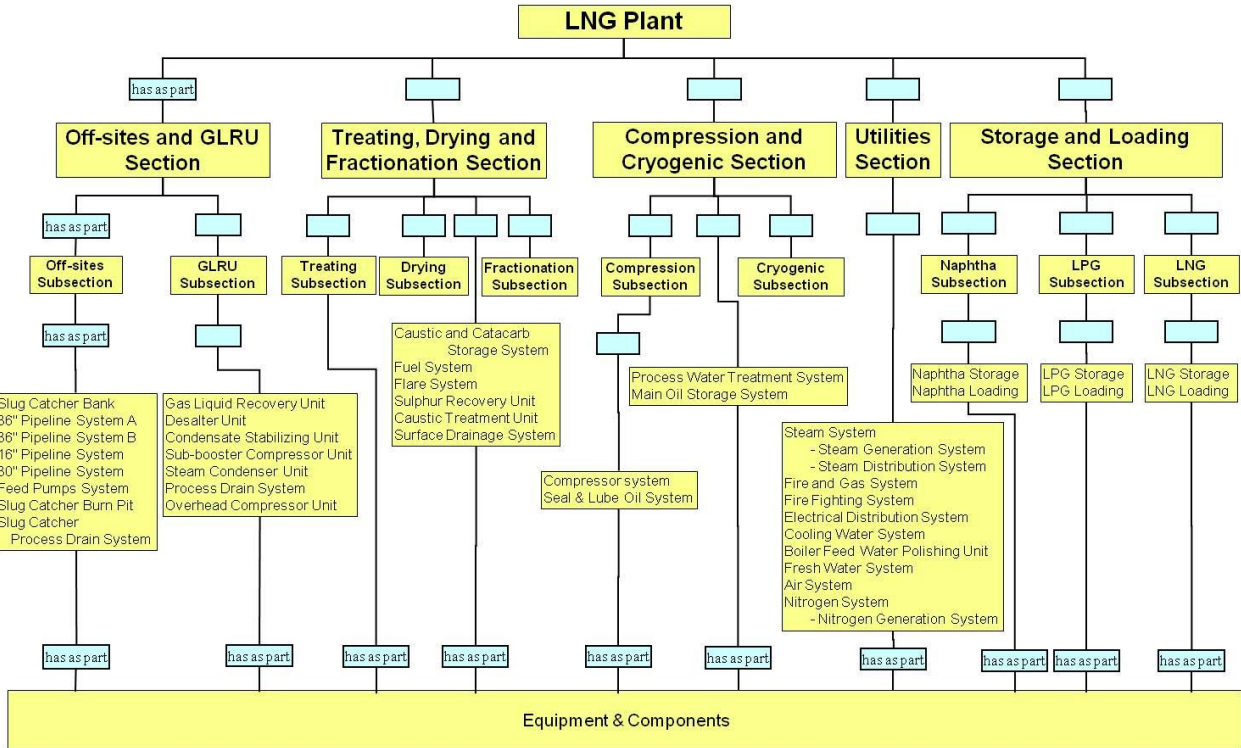 LNG Plant
has as part
Off-sites and GLRU
Section
Treating, Drying and
Fractionation Section
Compression and
Cryogenic Section
Utilities
Section
Storage and Loading
Section
has as part
Off-sites
Subsection
GLRU
Subsection
Treating
Subsection
Drying
Subsection
Fractionation
Subsection
Compression
Subsection
Cryogenic
Subsection
Naphtha
Subsection
LPG
Subsection
LNG
Subsection
has as part
Slug Catcher Bank
36" Pipeline System A
36" Pipeline System B
16" Pipeline System
30" Pipeline System
Feed Pumps System
Slug Catcher Burn Pit
Slug Catcher
Process Drain System
Gas Liquid Recovery Unit
Desalter Unit
Condensate Stabilizing Unit
Sub-booster Compressor Unit
Steam Condenser Unit
Process Drain System
Overhead Compressor Unit
Caustic and Catacarb
Storage System
Fuel System
Flare System
Sulphur Recovery Unit
Caustic Treatment Unit
Surface Drainage System
Compressor system
Seal & Lube Oil System
Process Water Treatment System
Main Oil Storage System
Steam System
- Steam Generation System
- Steam Distribution System
Fire and Gas System
Fire Fighting System
Electrical Distribution System
Cooling Water System
Boiler Feed Water Polishing Unit
Fresh Water System
Air System
Nitrogen System
- Nitrogen Generation System
Naphtha Storage
Naphtha Loading
LPG Storage
LPG Loading
LNG Storage
LNG Loading
has as part
has as part
has as part
has as part
has as part
has as part
has as part
has as part
has as part
has as part
Equipment & Components